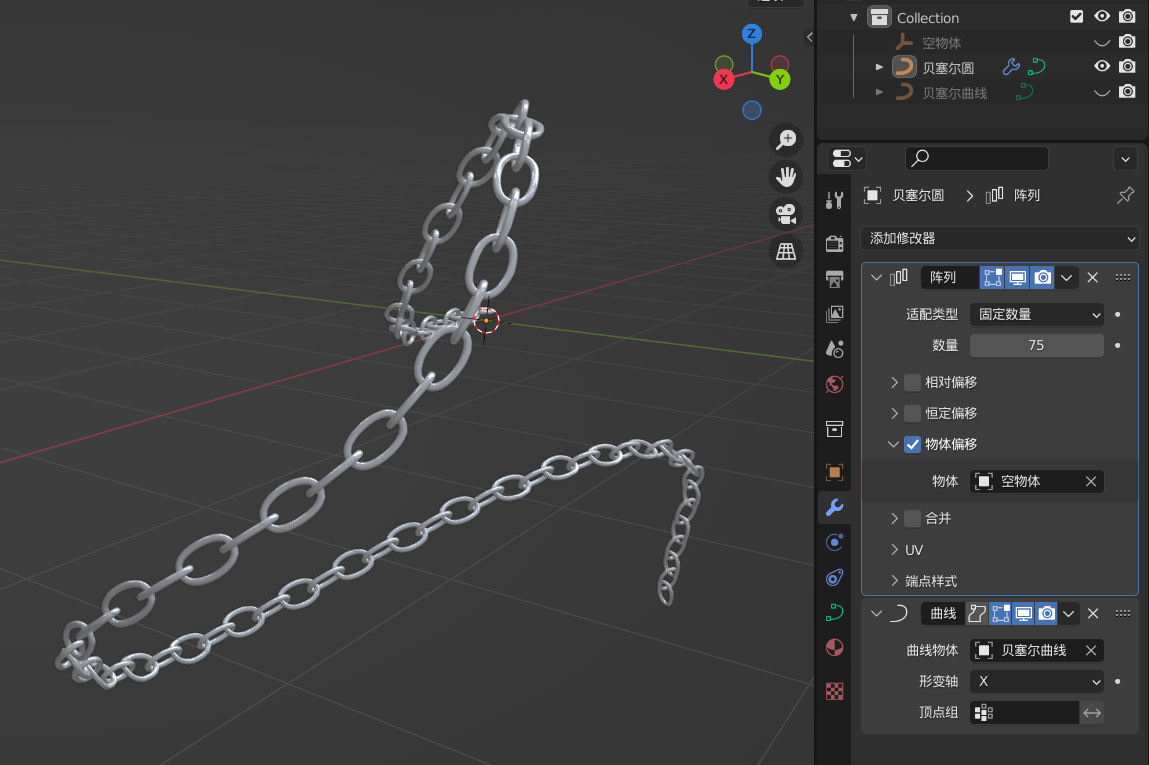 Collection
空物体
贝塞尔圆
贝塞尔曲线
Z
X
Y
贝塞尔圆 > 阵列
添加修改器
阵列
适配类型 固定数量
数量 75
相对偏移
恒定偏移
物体偏移
物体 空物体
合并
UV
端点样式
曲线
曲线物体 贝塞尔曲线
形变轴 X
顶点组